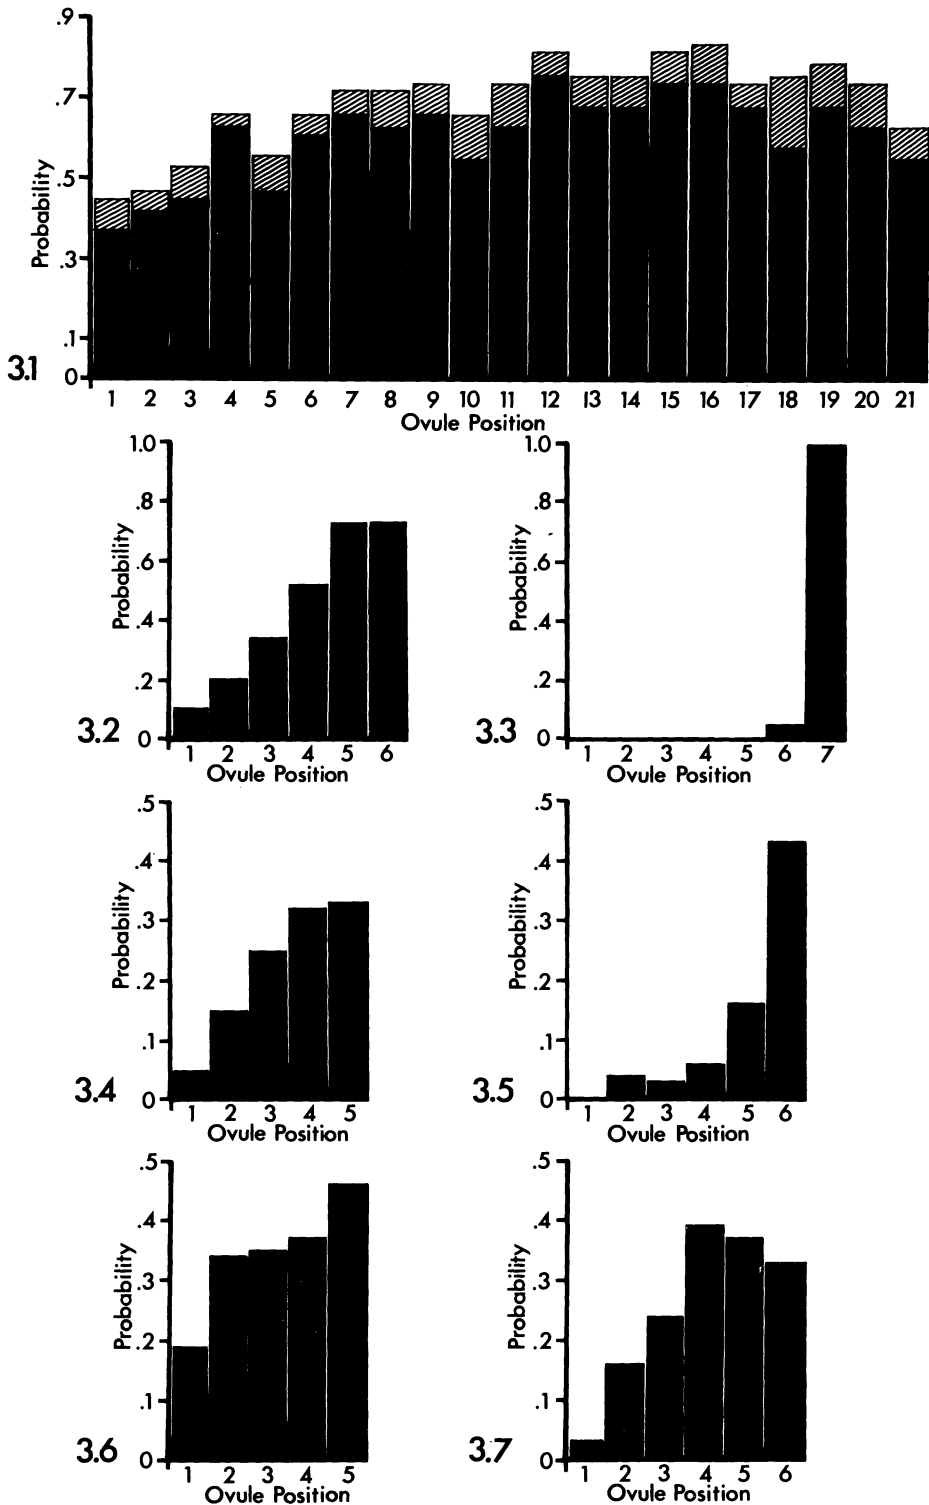 .9
.7
.5
.3
.1
0
Probability
3.1
1 2 3 4 5 6 7 8 9 10 11 12 13 14 15 16 17 18 19 20 21
Ovule Position
1.0
.8
.6
.4
.2
0
Probability
3.2
1 2 3 4 5 6
Ovule Position
1.0
.8
.6
.4
.2
0
Probability
3.3
1 2 3 4 5 6 7
Ovule Position
.5
.4
.3
.2
.1
0
Probability
3.4
1 2 3 4 5
Ovule Position
.5
.4
.3
.2
.1
0
Probability
3.5
1 2 3 4 5 6
Ovule Position
.5
.4
.3
.2
.1
0
Probability
3.6
1 2 3 4 5
Ovule Position
.5
.4
.3
.2
.1
0
Probability
3.7
1 2 3 4 5 6
Ovule Position